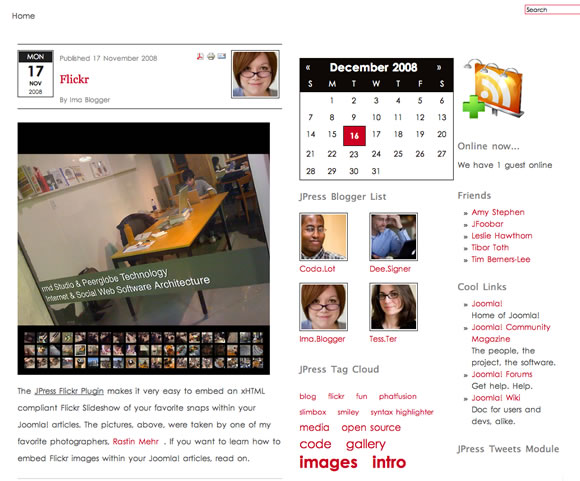 Home
Search
MON
17
NOV
2008
Published 17 November 2008
Flickr
By Ima Blogger
md Studio & Peerglobe Technology
Internet & Social Web Software Architecture
The JPress Flickr Plugin makes it very easy to embed an xHTML
compliant Flickr Slideshow of your favorite snaps within your
Joomla! articles. The pictures, above, were taken by one of my
favorite photographers, Rastin Mehr . If you want to learn how to
embed Flickr images within your Joomla! articles, read on.
« December 2008 »
S M T W T F S
1 2 3 4 5 6
7 8 9 10 11 12 13
14 15 16 17 18 19 20
21 22 23 24 25 26 27
28 29 30 31
JPress Blogger List
Coda.Lot Dee.Signer
Ima.Blogger Tess.Ter
JPress Tag Cloud
blog flickr fun phatfusion
slimbox smiley syntax highlighter
media open source
code gallery
images intro
Online now...
We have 1 guest online
Friends
» Amy Stephen
» JFoobar
» Leslie Hawthorn
» Tibor Toth
» Tim Berners-Lee
Cool Links
» Joomla!
Home of Joomla!
» Joomla! Community
Magazine
The people, the
project, the software.
» Joomla! Forums
Get help. Help.
» Joomla! Wiki
Doc for users and
devs, alike.
JPress Tweets Module